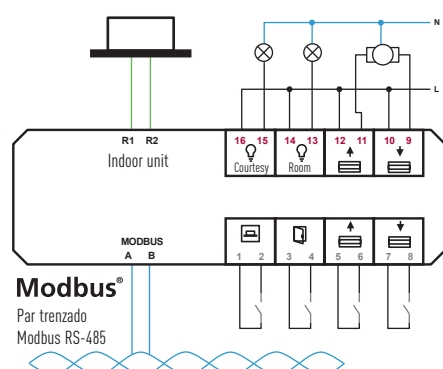 N
L
R1 R2
Indoor unit
16 15 14 13 12 11 10 9
Courtesy Room
MODBUS
A B
1 2 3 4 5 6 7 8
Modbus®
Par trenzado
Modbus RS-485